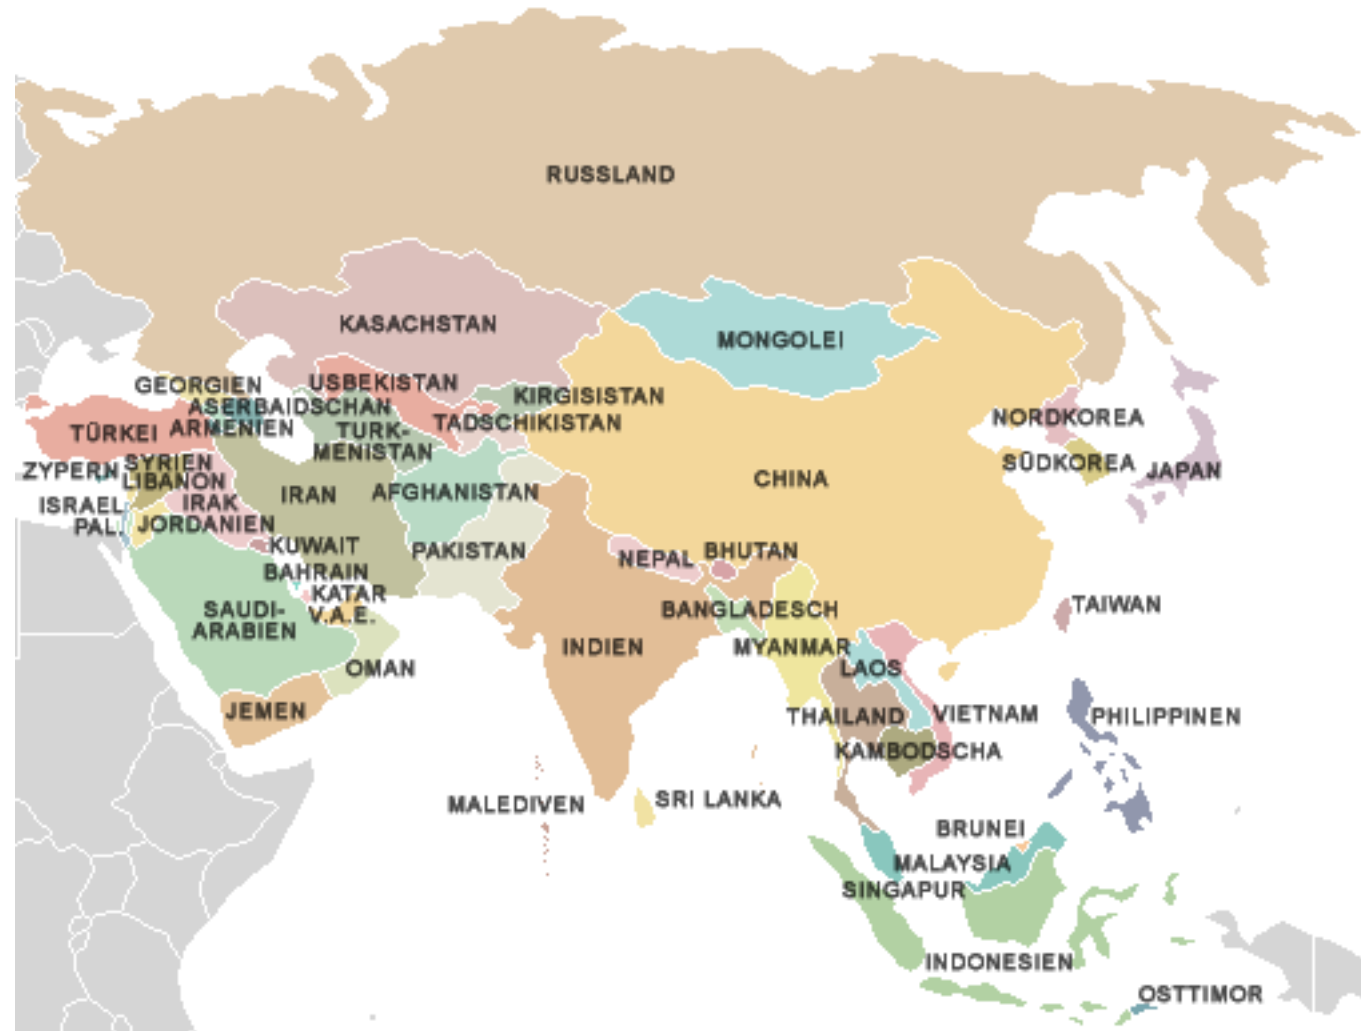 RUSSLAND
KASACHSTAN
MONGOLEI
GEORGIEN
USBEKISTAN
KIRGISISTAN
ASERBAIDSCHAN
TADSCHIKISTAN
NORDKOREA
TÜRKEI
ARMENIEN
TURK-
MENISTAN
ZYPERN
SYRIEN
SÜDKOREA
JAPAN
LIBANON
CHINA
IRAN
AFGHANISTAN
ISRAEL
IRAK
PAL.
JORDANIEN
KUWAIT
PAKISTAN
NEPAL
BHUTAN
BAHRAIN
KATAR
SAUDI-
ARABIEN
V.A.E.
BANGLADESCH
TAIWAN
INDIEN
MYANMAR
OMAN
LAOS
JEMEN
THAILAND
VIETNAM
PHILIPPINEN
KAMBODSCHA
MALEDIVEN
SRI LANKA
BRUNEI
MALAYSIA
SINGAPUR
INDONESIEN
OSTTIMOR